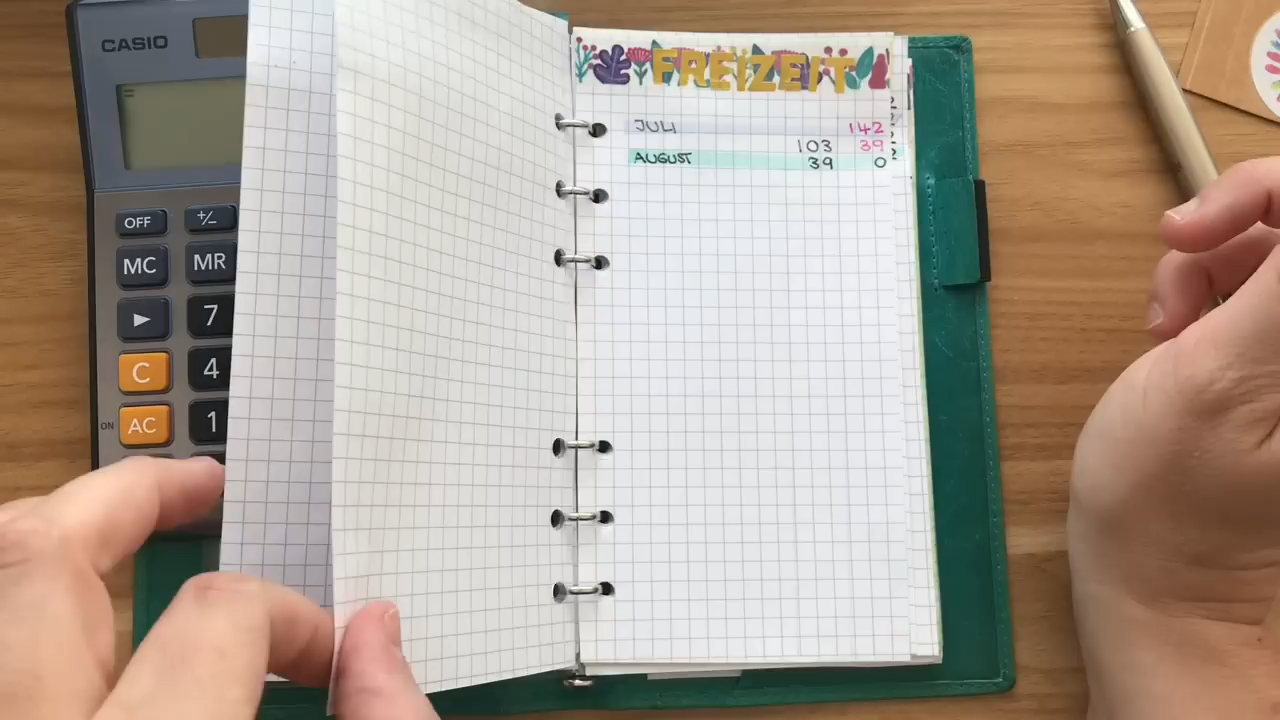 CASIO
OFF +/-
MC MR
► 7
C 4
ON AC 1
FREIZEIT
JULI 142
103 39
AUGUST 39 0